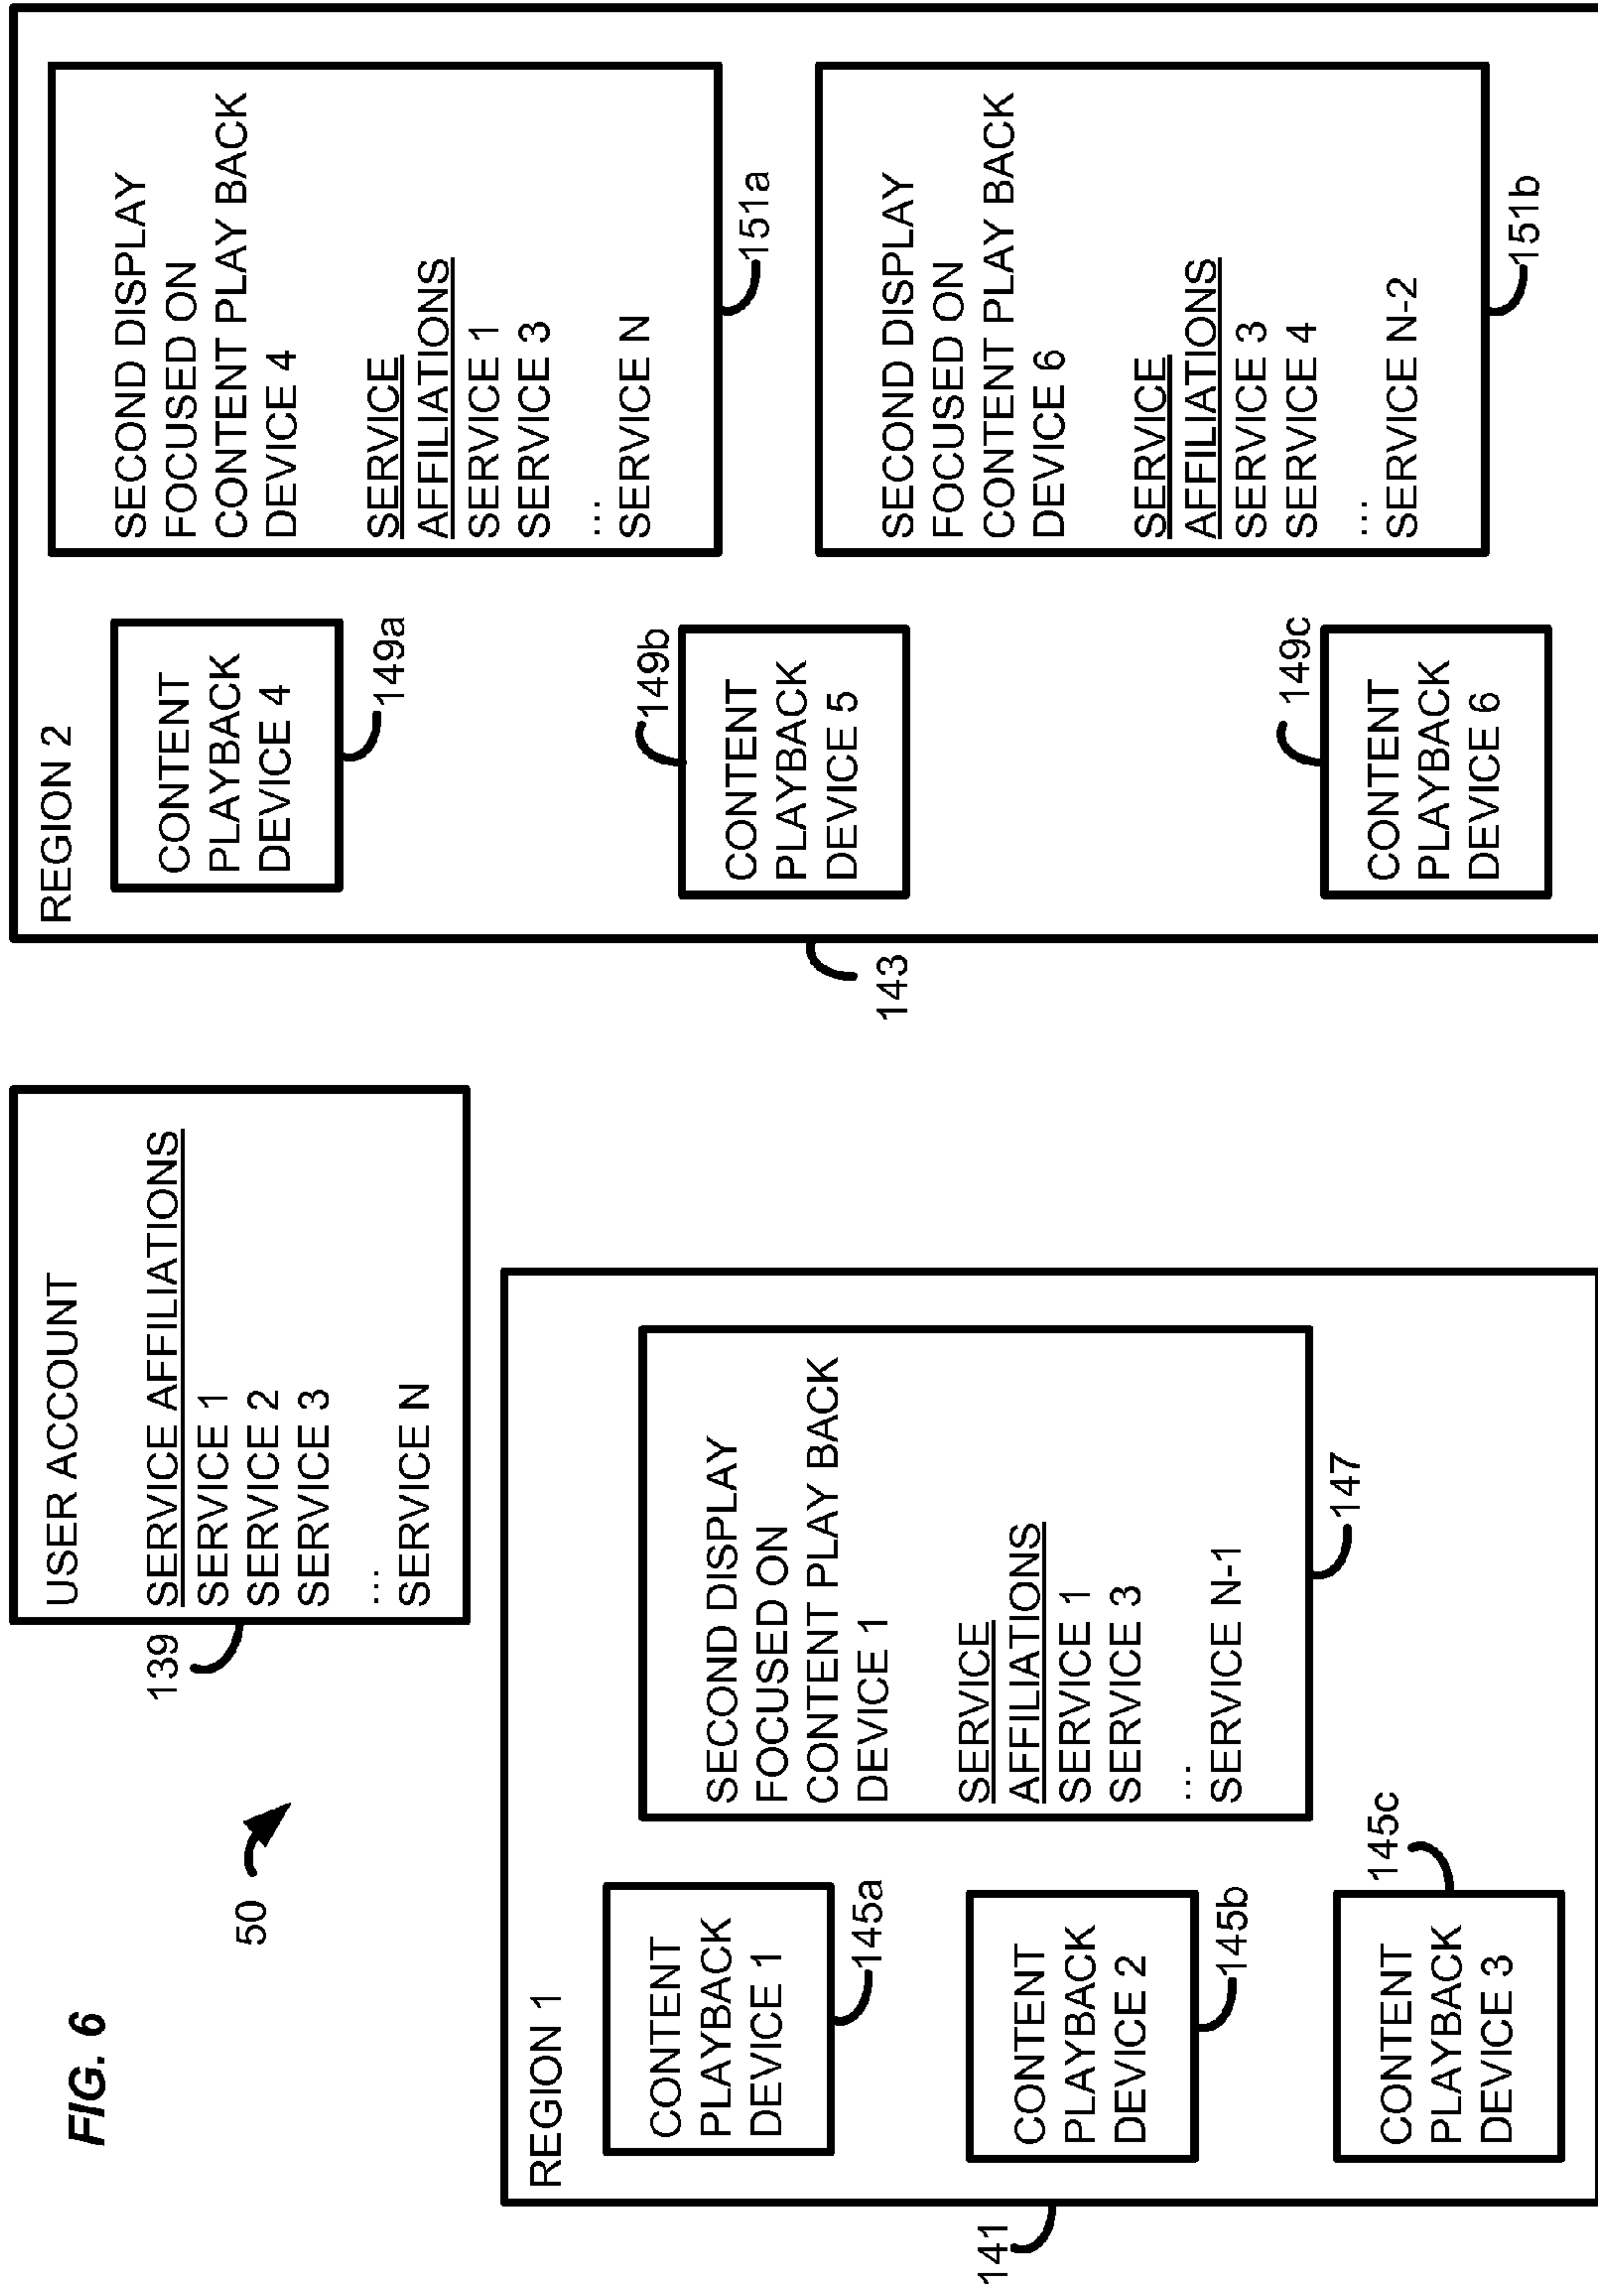 FIG. 6
50
139
USER ACCOUNT
SERVICE AFFILIATIONS
SERVICE 1
SERVICE 2
SERVICE 3
...
SERVICE N
141
REGION 1
CONTENT
PLAYBACK
DEVICE 1
145a
CONTENT
PLAYBACK
DEVICE 2
145b
CONTENT
PLAYBACK
DEVICE 3
145c
SECOND DISPLAY
FOCUSED ON
CONTENT PLAY BACK
DEVICE 1
SERVICE
AFFILIATIONS
SERVICE 1
SERVICE 3
...
SERVICE N-1
147
143
REGION 2
CONTENT
PLAYBACK
DEVICE 4
149a
CONTENT
PLAYBACK
DEVICE 5
149b
CONTENT
PLAYBACK
DEVICE 6
149c
SECOND DISPLAY
FOCUSED ON
CONTENT PLAY BACK
DEVICE 4
SERVICE
AFFILIATIONS
SERVICE 1
SERVICE 3
...
SERVICE N
151a
SECOND DISPLAY
FOCUSED ON
CONTENT PLAY BACK
DEVICE 6
SERVICE
AFFILIATIONS
SERVICE 3
SERVICE 4
...
SERVICE N-2
151b